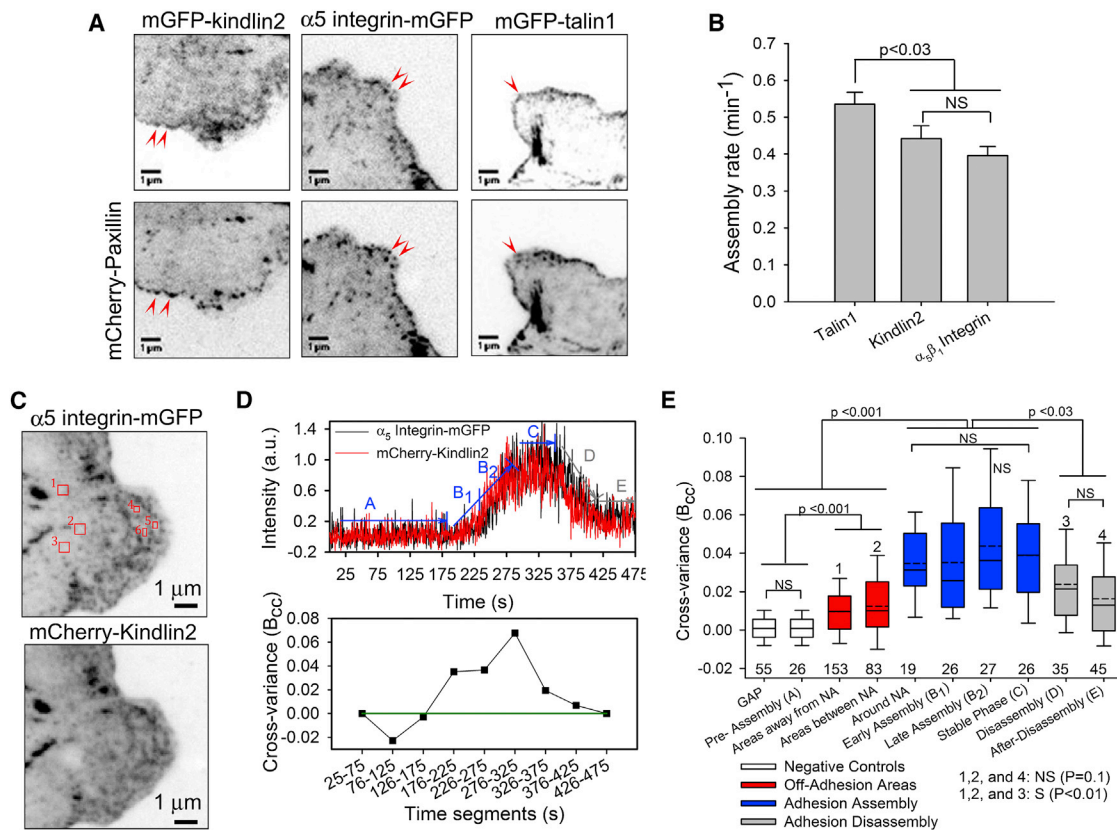 A
mGFP-kindlin2
α5 integrin-mGFP
mGFP-talin1
1 μm
1 μm
1 μm
mCherry-Paxillin
1 μm
1 μm
1 μm
B
Assembly rate (min⁻¹)
0.7
0.6
0.5
0.4
0.3
0.2
0.1
0.0
p<0.03
NS
Talin1
Kindlin2
α₅β₁ Integrin
C
α5 integrin-mGFP
1
2
3
4
5
6
1 μm
mCherry-Kindlin2
1 μm
D
Intensity (a.u.)
1.4
1.0
0.6
0.2
-0.2
α₅ Integrin-mGFP
mCherry-Kindlin2
A
B₁
B₂
C
D
E
25 75 125 175 225 275 325 375 425 475
Time (s)
Cross-variance (Bcc)
0.08
0.06
0.04
0.02
0.00
-0.02
25-75
76-125
126-175
176-225
226-275
276-325
326-375
376-425
426-475
Time segments (s)
E
Cross-variance (Bcc)
0.10
0.08
0.06
0.04
0.02
0.00
-0.02
p <0.001
p <0.03
NS
NS
p <0.001
NS
NS
1
2
3
4
55 26 153 83 19 26 27 26 35 45
GAP
Pre- Assembly (A)
Areas away from NA
Areas between NA
Around NA
Early Assembly (B₁)
Late Assembly (B₂)
Stable Phase (C)
Disassembly (D)
After-Disassembly (E)
Negative Controls
Off-Adhesion Areas
Adhesion Assembly
Adhesion Disassembly
1,2, and 4: NS (P=0.1)
1,2, and 3: S (P<0.01)